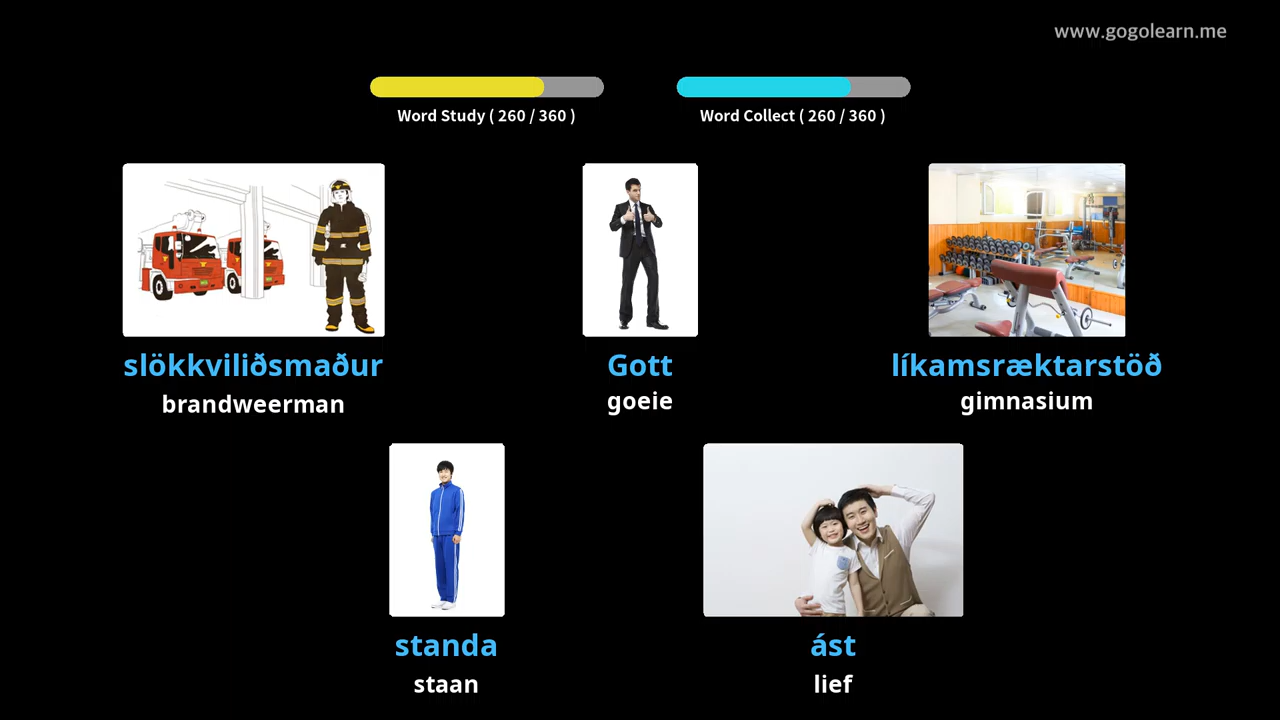 www.gogolearn.me
Word Study ( 260 / 360 )
Word Collect ( 260 / 360 )
slökkviliðsmaður
brandweerman
Gott
goeie
líkamsræktarstöð
gimnasium
standa
staan
ást
lief